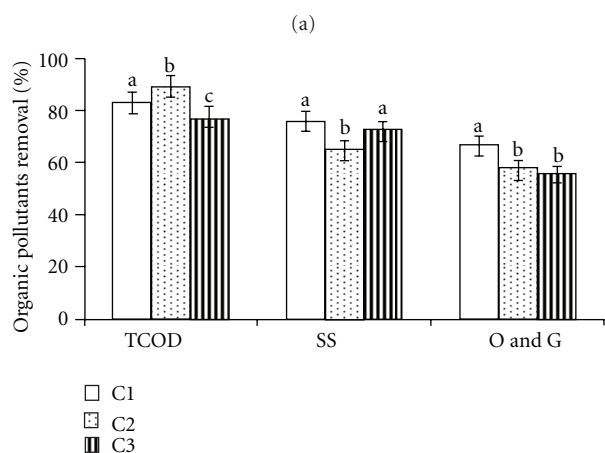 (a)
Organic pollutants removal (%)
100
80
60
40
20
0
a
b
c
a
b
a
a
b
b
TCOD
SS
O and G
C1
C2
C3